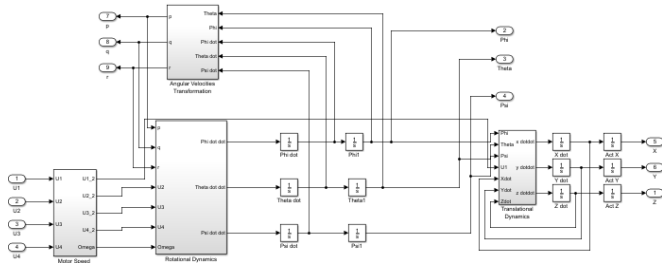 7
p
8
q
9
r
Theta
Phi
Phi dot
Theta dot
Psi dot
p
q
r
Angular Velocities
Transformation
2
Phi
3
Theta
4
Psi
p
q
r
U2
U3
U4
Omega
Phi dot dot
Theta dot dot
Psi dot dot
Rotational Dynamics
1
U1
2
U2
3
U3
4
U4
U1
U2
U3
U4
U1_2
U2_2
U3_2
U4_2
Omega
Motor Speed
1
s
Phi dot
1
s
Phi1
1
s
Theta dot
1
s
Theta1
1
s
Psi dot
1
s
Psi1
Phi
Theta
Psi
U1
Xdot
Ydot
Zdot
x dotdot
y dotdot
z dotdot
Translational
Dynamics
1
s
X dot
1
s
Act X
5
X
1
s
Y dot
1
s
Act Y
6
Y
1
s
Z dot
1
s
Act Z
1
Z